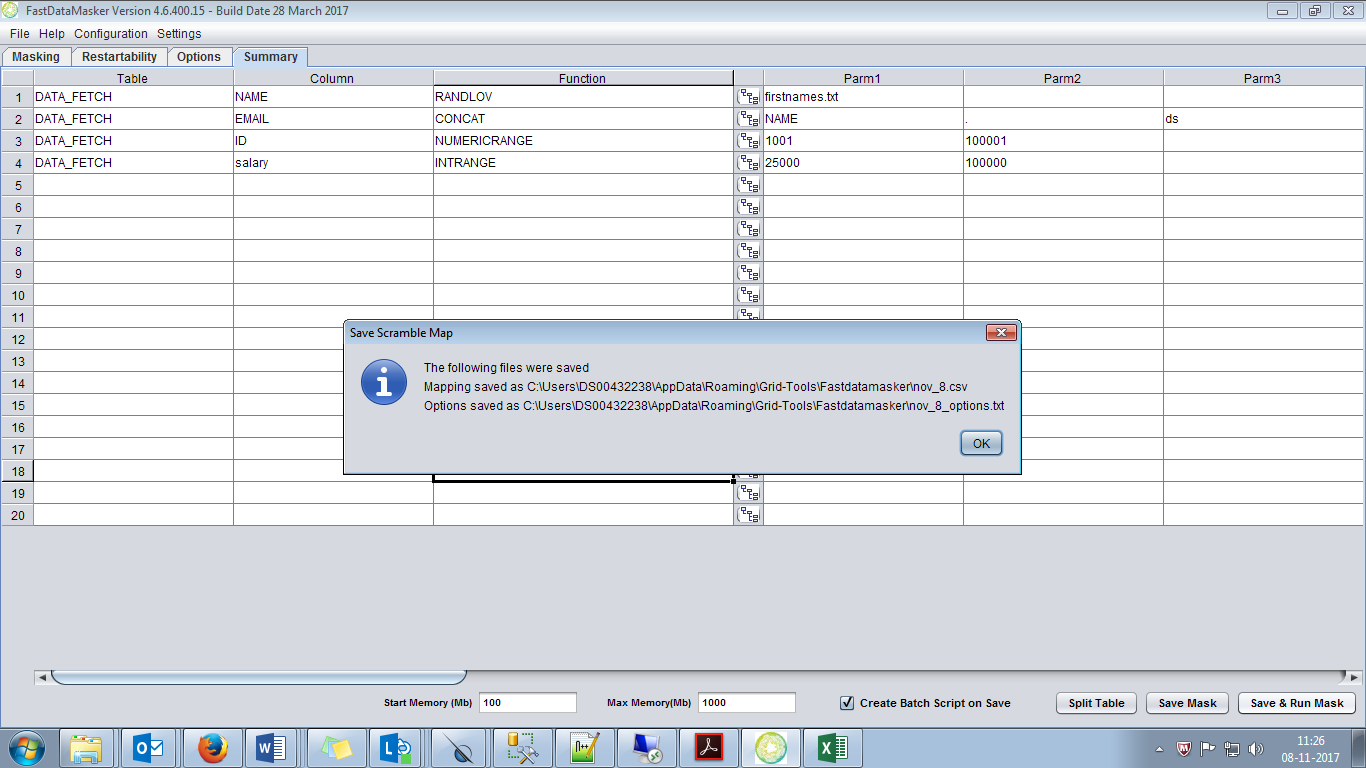 FastDataMasker Version 4.6.400.15 - Build Date 28 March 2017
File Help Configuration Settings
Masking Restartability Options Summary
Table Column Function Parm1 Parm2 Parm3
1 DATA_FETCH NAME RANDLOV firstnames.txt
2 DATA_FETCH EMAIL CONCAT NAME . ds
3 DATA_FETCH ID NUMERICRANGE 1001 100001
4 DATA_FETCH salary INTRANGE 25000 100000
5
6
7
8
9
10
11
12
13
14
15
16
17
18
19
20
Save Scramble Map
The following files were saved
Mapping saved as C:\Users\DS00432238\AppData\Roaming\Grid-Tools\Fastdatamasker\nov_8.csv
Options saved as C:\Users\DS00432238\AppData\Roaming\Grid-Tools\Fastdatamasker\nov_8_options.txt
OK
Start Memory (Mb) 100 Max Memory(Mb) 1000 Create Batch Script on Save Split Table Save Mask Save & Run Mask
11:26
08-11-2017